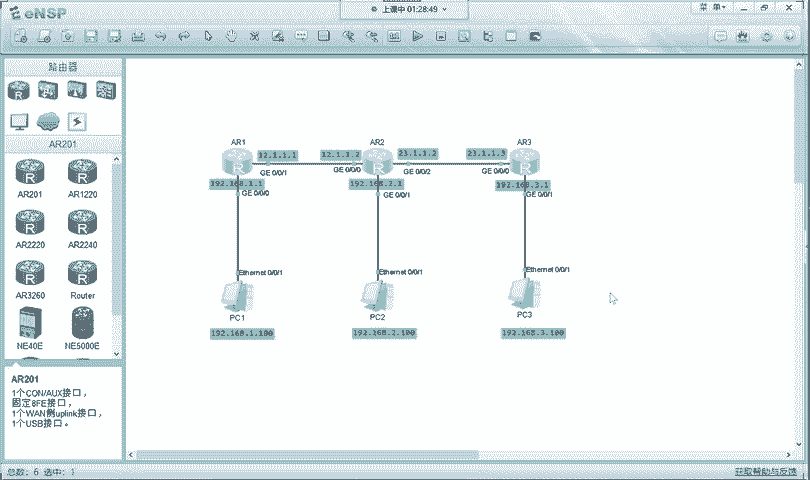 eNSP
上课中 01:28:49
菜 单
路由器
AR201
AR201
AR1220
AR2220
AR2240
AR3260
Router
NE40E
NE5000E
AR201
1个CON/AUX接口，
固定8FE接口，
1个WAN侧uplink接口，
1个USB接口。
AR1
AR2
AR3
12.1.1.1
12.1.1.2
23.1.1.2
23.1.1.3
GE 0/0/1
GE 0/0/0
GE 0/0/2
GE 0/0/0
192.168.1.1
192.168.2.1
192.168.3.1
GE 0/0/0
GE 0/0/1
GE 0/0/1
Ethernet 0/0/1
Ethernet 0/0/1
Ethernet 0/0/1
PC1
PC2
PC3
192.168.1.100
192.168.2.100
192.168.3.100
总数: 6 选中: 1
获取帮助与反馈